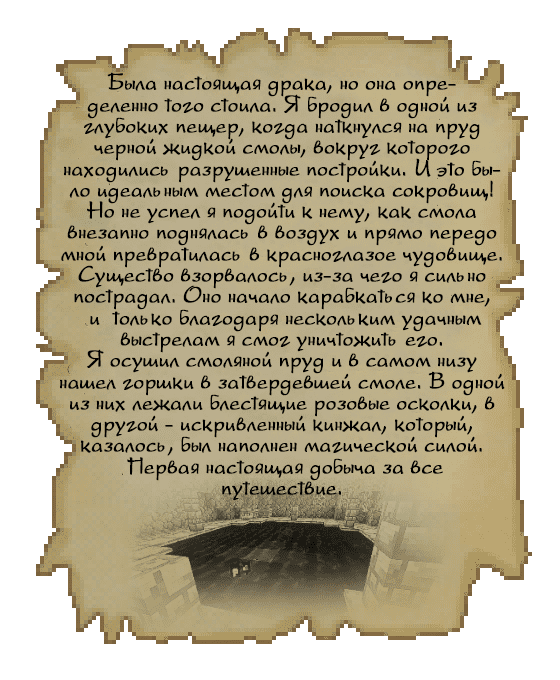 Была настоящая драка, но она опре-
деленно того стоила. Я бродил в одной из
глубоких пещер, когда наткнулся на пруд
черной жидкой смолы, вокруг которого
находились разрушенные постройки. И это бы-
ло идеальным местом для поиска сокровищ!
Но не успел я подойти к нему, как смола
внезапно поднялась в воздух и прямо передо
мной превратилась в красноглазое чудовище.
Существо взорвалось, из-за чего я сильно
пострадал. Оно начало карабкаться ко мне,
и только благодаря нескольким удачным
выстрелам я смог уничтожить его.
Я осушил смоляной пруд и в самом низу
нашел горшки в затвердевшей смоле. В одной
из них лежали блестящие розовые осколки, в
другой - искривленный кинжал, который,
казалось, был наполнен магической силой.
Первая настоящая добыча за все
путешествие.